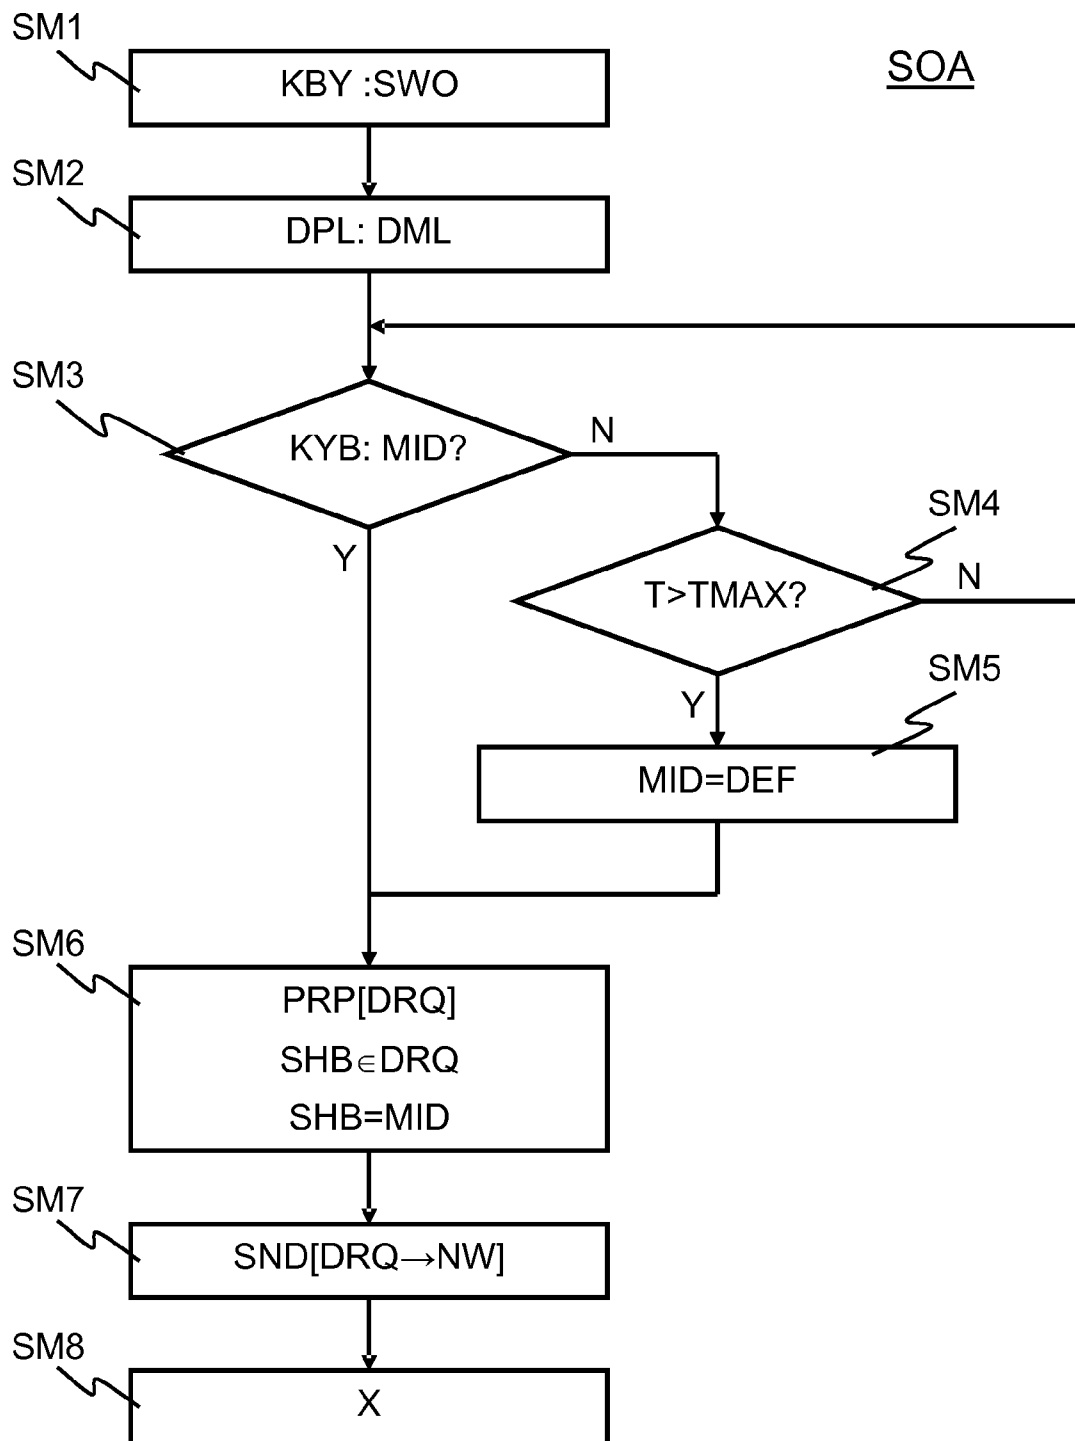 SM1
KBY :SWO
SOA
SM2
DPL: DML
SM3
KYB: MID?
N
SM4
Y
T>TMAX?
N
SM5
Y
MID=DEF
SM6
PRP[DRQ]
SHB∈DRQ
SHB=MID
SM7
SND[DRQ→NW]
SM8
X